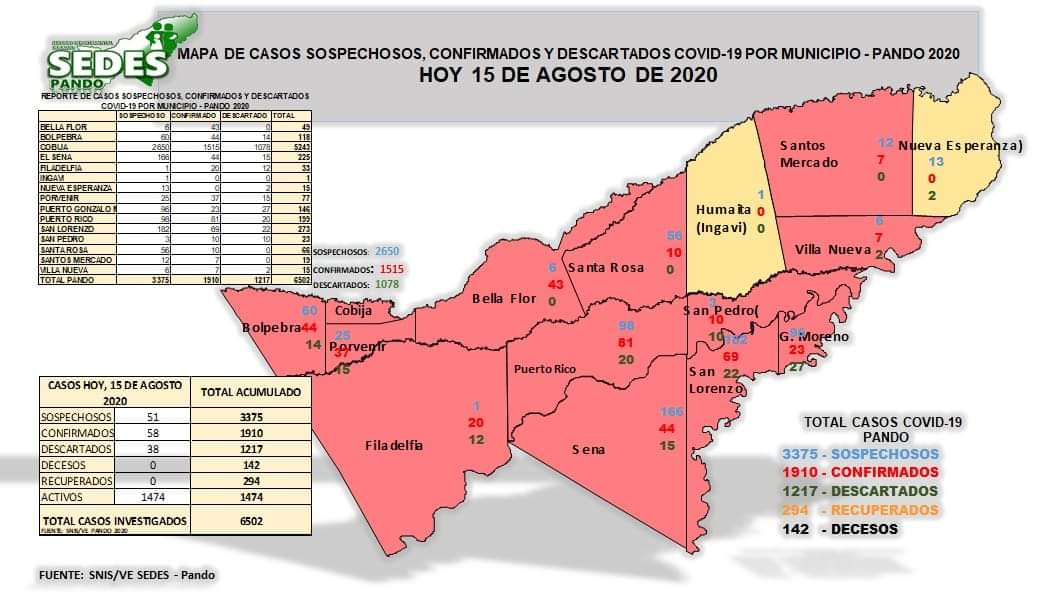 SEDES
PANDO
MAPA DE CASOS SOSPECHOSOS, CONFIRMADOS Y DESCARTADOS COVID-19 POR MUNICIPIO - PANDO 2020
HOY 15 DE AGOSTO DE 2020
REPORTE DE CASOS SOSPECHOSOS, CONFIRMADOS Y DESCARTADOS
COVID-19 POR MUNICIPIO - PANDO 2020
SOSPECHOSO CONFIRMADO DESCARTADO TOTAL
BELLA FLOR 6 43 0 49
BOLPEBRA 60 44 14 118
COBIJA 2650 1515 1078 5243
EL SENA 166 44 15 225
FILADELFIA 1 20 12 33
INGAVI 1 0 0 1
NUEVA ESPERANZA 13 0 2 15
PORVENIR 25 37 15 77
PUERTO GONZALO M 96 23 27 146
PUERTO RICO 98 81 20 199
SAN LORENZO 182 69 22 273
SAN PEDRO 3 10 10 23
SANTA ROSA 56 10 0 66
SANTOS MERCADO 12 7 0 19
VILLA NUEVA 6 7 2 15
TOTAL PANDO 3375 1910 1217 6502
SOSPECHOSOS: 2650
CONFIRMADOS: 1515
DESCARTADOS: 1078
Santos
Mercado
12
7
0
Nueva Esperanza)
13
0
2
Humaita
(Ingavi)
1
0
0
Villa Nueva
6
7
2
Santa Rosa
56
10
0
Bella Flor
6
43
0
Cobija
Bolpebra
60
44
14
Porvenir
25
37
15
San Pedro(
3
10
10
G. Moreno
96
23
27
Puerto Rico
98
81
20
San
Lorenzo
182
69
22
Filadelfia
1
20
12
Sena
166
44
15
CASOS HOY, 15 DE AGOSTO 2020 TOTAL ACUMULADO
SOSPECHOSOS 51 3375
CONFIRMADOS 58 1910
DESCARTADOS 38 1217
DECESOS 0 142
RECUPERADOS 0 294
ACTIVOS 1474 1474
TOTAL CASOS INVESTIGADOS 6502
FUENTE: SNIS/VE PANDO 2020
TOTAL CASOS COVID-19
PANDO
3375 - SOSPECHOSOS
1910 - CONFIRMADOS
1217 - DESCARTADOS
294 - RECUPERADOS
142 - DECESOS
FUENTE: SNIS/VE SEDES - Pando